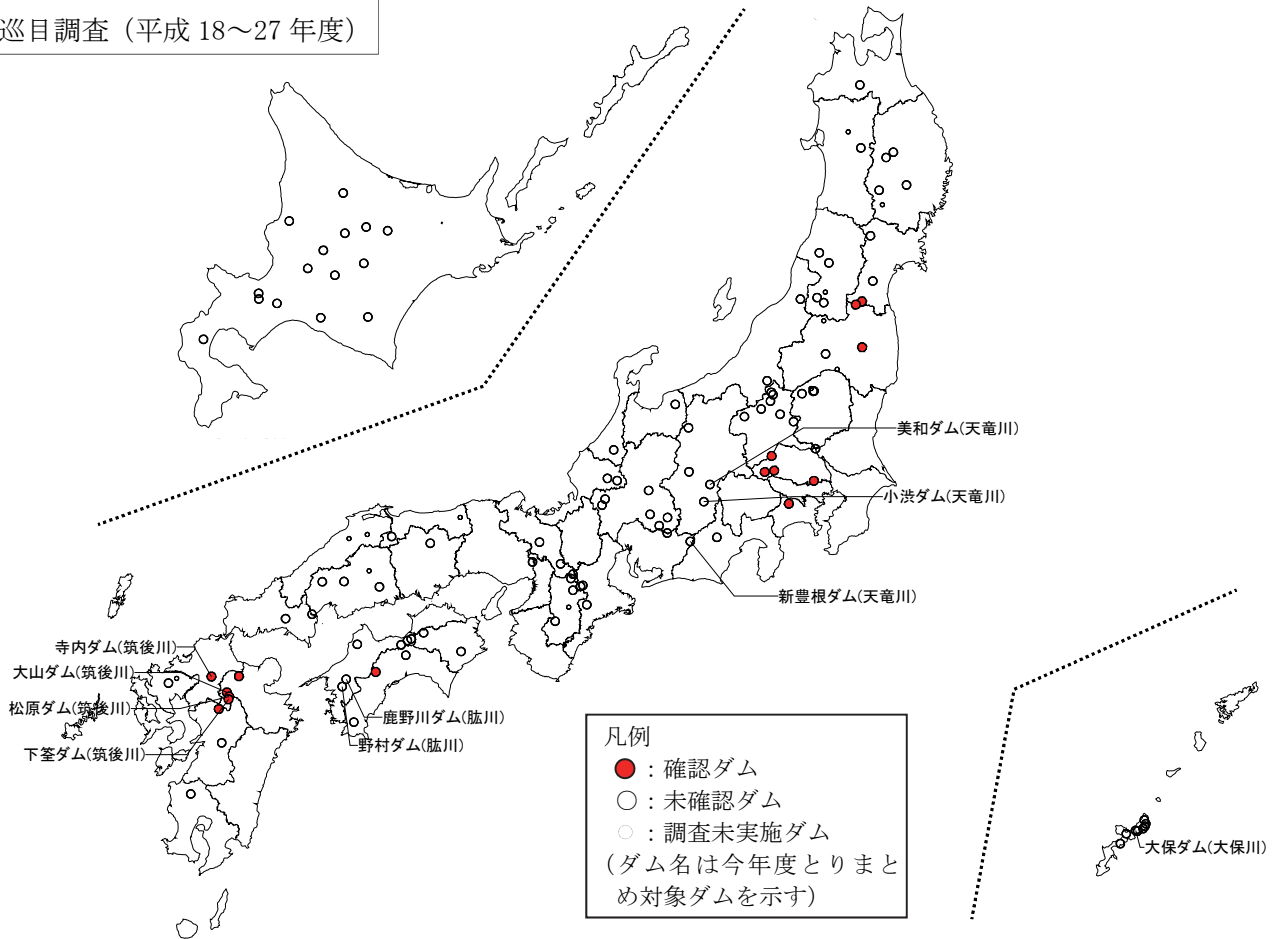 巡目調査（平成 18～27 年度）
美和ダム(天竜川)
小渋ダム(天竜川)
新豊根ダム(天竜川)
寺内ダム(筑後川)
大山ダム(筑後川)
松原ダム(筑後川)
下筌ダム(筑後川)
鹿野川ダム(肱川)
野村ダム(肱川)
凡例
：確認ダム
：未確認ダム
：調査未実施ダム
（ダム名は今年度とりまと
め対象ダムを示す）
大保ダム(大保川)